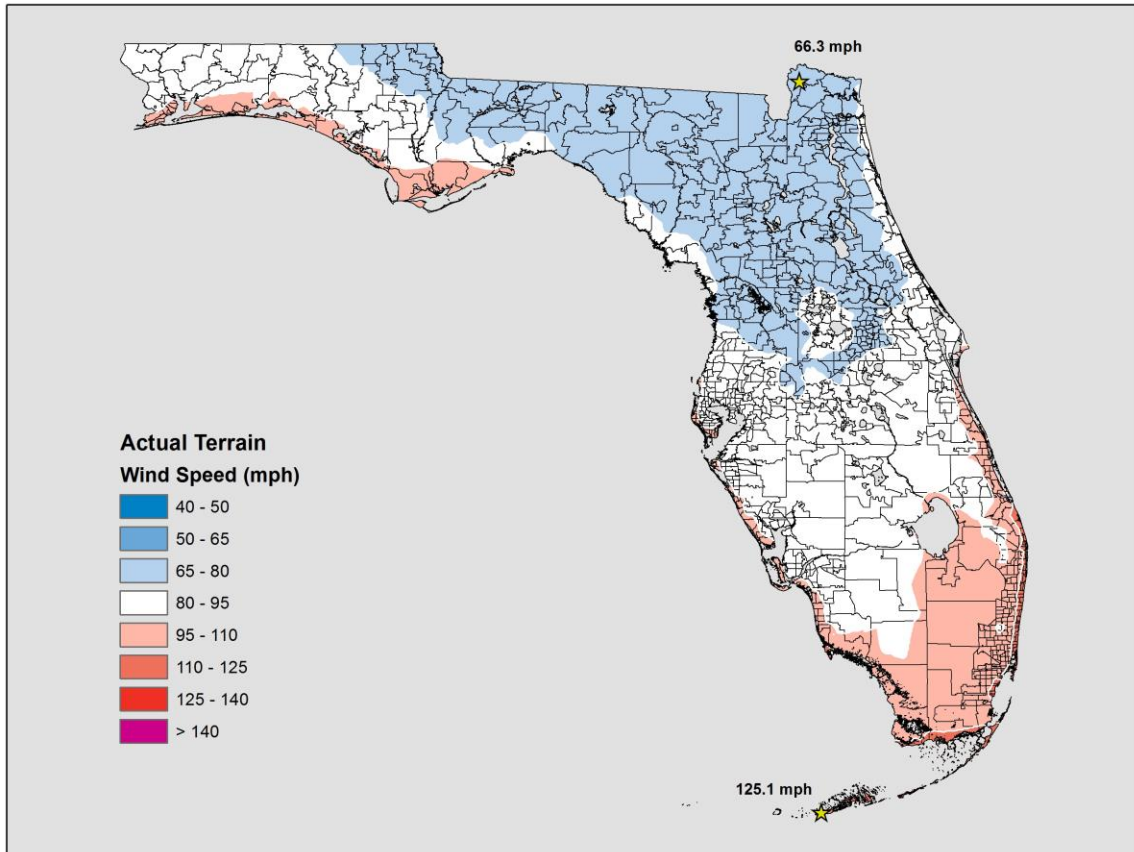 66.3 mph
Actual Terrain
Wind Speed (mph)
40 - 50
50 - 65
65 - 80
80 - 95
95 - 110
110 - 125
125 - 140
> 140
125.1 mph